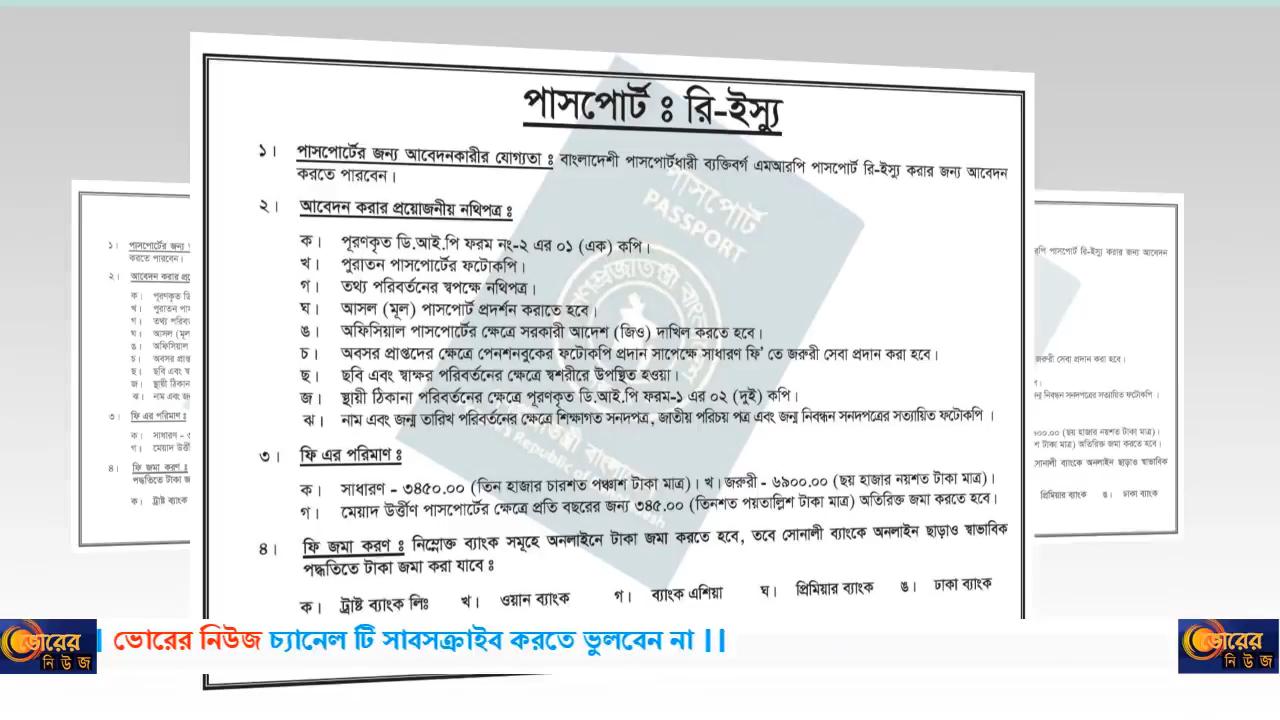 পাসপোর্ট ঃ রি-ইস্যু
১। পাসপোর্টের জন্য আবেদনকারীর যোগ্যতা ঃ বাংলাদেশী পাসপোর্টধারী ব্যক্তিবর্গ এমআরপি পাসপোর্ট রি-ইস্যু করার জন্য আবেদন
করতে পারবেন।
২। আবেদন করার প্রয়োজনীয় নথিপত্র ঃ
ক। পূরণকৃত ডি.আই.পি ফরম নং-২ এর ০১ (এক) কপি।
খ। পুরাতন পাসপোর্টের ফটোকপি।
গ। তথ্য পরিবর্তনের স্বপক্ষে নথিপত্র।
ঘ। আসল (মূল) পাসপোর্ট প্রদর্শন করাতে হবে।
ঙ। অফিসিয়াল পাসপোর্টের ক্ষেত্রে সরকারী আদেশ (জিও) দাখিল করতে হবে।
চ। অবসর প্রাপ্তদের ক্ষেত্রে পেনশনবুকের ফটোকপি প্রদান সাপেক্ষে সাধারণ ফি' তে জরুরী সেবা প্রদান করা হবে।
ছ। ছবি এবং স্বাক্ষর পরিবর্তনের ক্ষেত্রে স্বশরীরে উপস্থিত হওয়া।
জ। স্থায়ী ঠিকানা পরিবর্তনের ক্ষেত্রে পূরণকৃত ডি.আই.পি ফরম-১ এর ০২ (দুই) কপি।
ঝ। নাম এবং জন্ম তারিখ পরিবর্তনের ক্ষেত্রে শিক্ষাগত সনদপত্র, জাতীয় পরিচয় পত্র এবং জন্ম নিবন্ধন সনদপত্রের সত্যায়িত ফটোকপি ।
৩। ফি এর পরিমাণ ঃ
ক। সাধারণ - ৩৪৫০.০০ (তিন হাজার চারশত পঞ্চাশ টাকা মাত্র)। খ। জরুরী - ৬৯০০.০০ (ছয় হাজার নয়শত টাকা মাত্র)।
গ। মেয়াদ উর্ত্তীণ পাসপোর্টের ক্ষেত্রে প্রতি বছরের জন্য ৩৪৫.০০ (তিনশত পয়তাল্লিশ টাকা মাত্র) অতিরিক্ত জমা করতে হবে।
৪। ফি জমা করণ ঃ নিম্নোক্ত ব্যাংক সমূহে অনলাইনে টাকা জমা করতে হবে, তবে সোনালী ব্যাংকে অনলাইন ছাড়াও স্বাভাবিক
পদ্ধতিতে টাকা জমা করা যাবে ঃ
ক। ট্রাষ্ট ব্যাংক লিঃ খ। ওয়ান ব্যাংক গ। ব্যাংক এশিয়া ঘ। প্রিমিয়ার ব্যাংক ঙ। ঢাকা ব্যাংক
পাসপোর্ট
PASSPORT
ভোরের নিউজ
| ভোরের নিউজ চ্যানেল টি সাবসক্রাইব করতে ভুলবেন না ||
ভোরের নিউজ